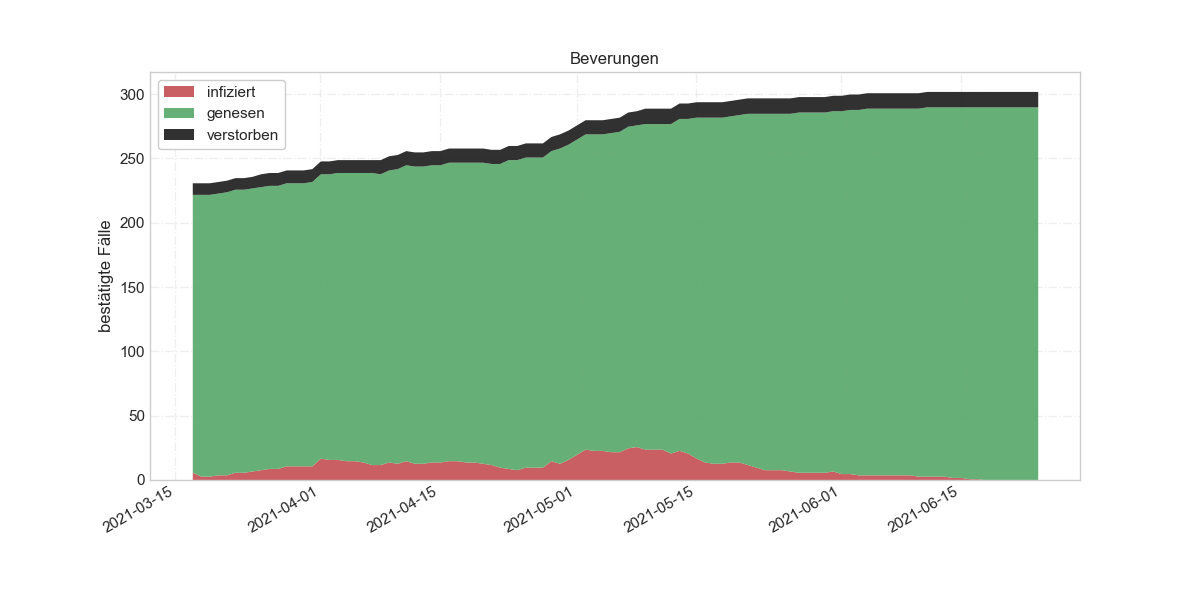 Beverungen
infiziert
genesen
verstorben
bestätigte Fälle
300
250
200
150
100
50
0
2021-03-15
2021-04-01
2021-04-15
2021-05-01
2021-05-15
2021-06-01
2021-06-15